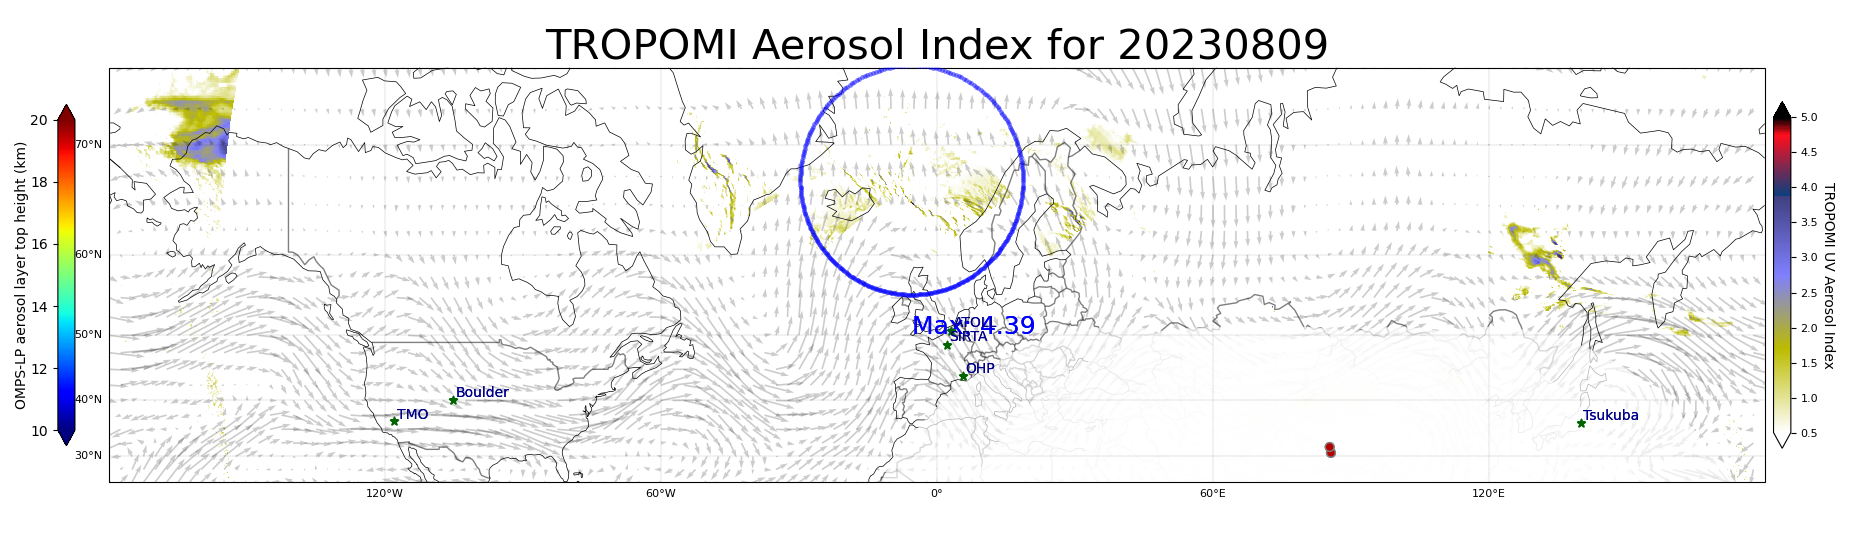 TROPOMI Aerosol Index for 20230809
OMPS-LP aerosol layer top height (km)
20
18
16
14
12
10
70°N
60°N
50°N
40°N
30°N
120°W
60°W
0°
60°E
120°E
Max: 4.39
SIRTA
OHP
Boulder
TMO
Tsukuba
5.0
4.5
4.0
3.5
3.0
2.5
2.0
1.5
1.0
0.5
TROPOMI UV Aerosol Index